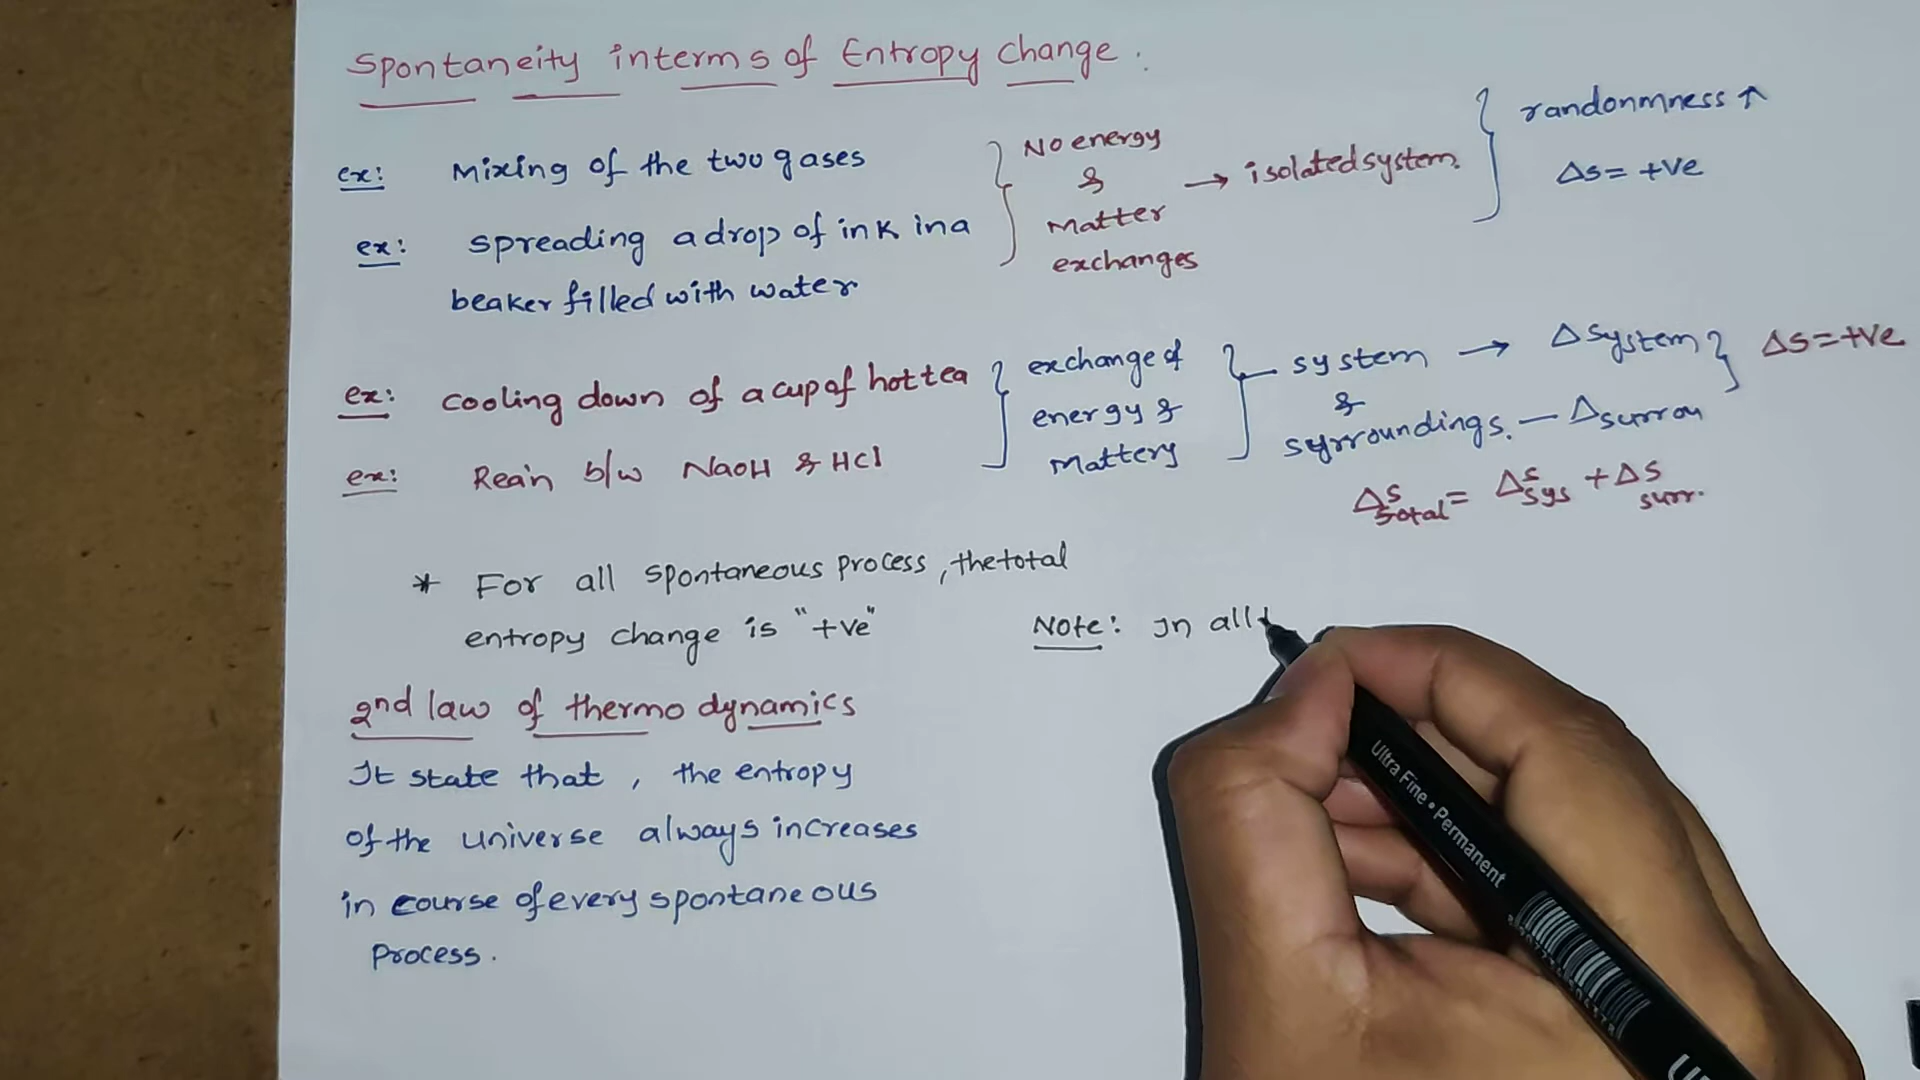 Spontaneity interms of Entropy change.
ex: Mixing of the two gases
ex: spreading a drop of ink in a
beaker filled with water
No energy
&
Matter
exchanges
→ isolated system.
randonmness ↑
Δs = +ve
ex: cooling down of a cup of hot tea
ex: Rea'n b/w NaOH & HCl
exchange of
energy &
Mattery
system → Δsystem
&
syrroundings. — Δsurrou
Δs = +ve
ΔS total = ΔS sys + ΔS surr.
* For all spontaneous process, the total
entropy change is "+ve"
2nd law of thermo dynamics
It state that, the entropy
of the universe always increases
in course of every spontaneous
process.
Note: In all
Ultra Fine • Permanent